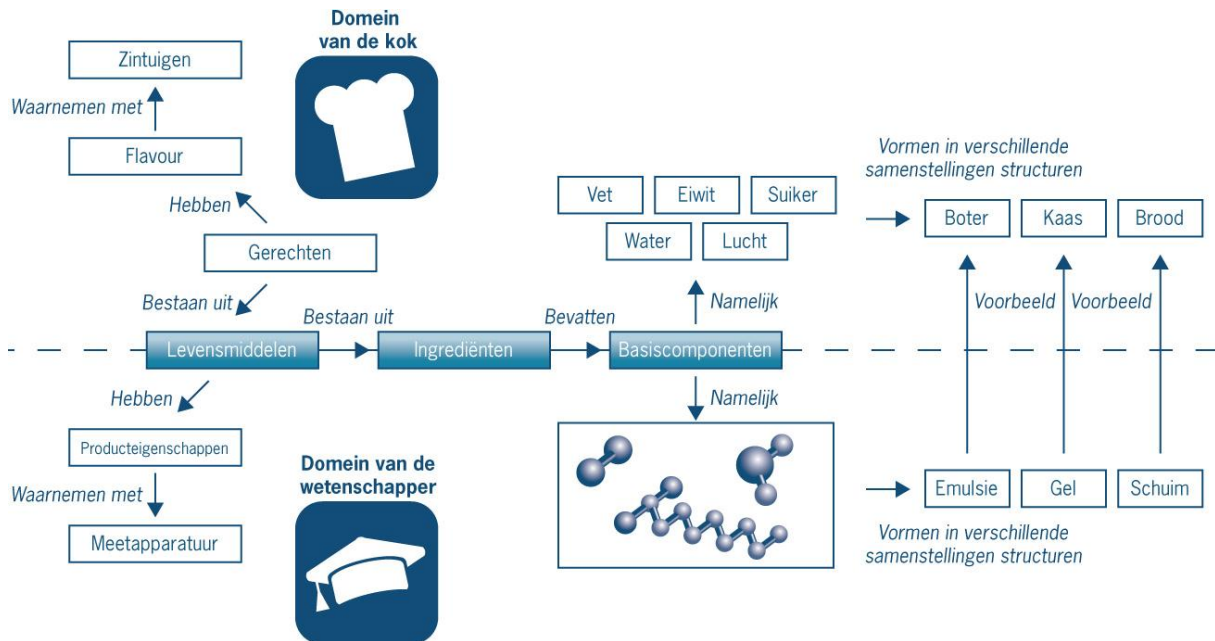 Domein
van de kok
Zintuigen
Waarnemen met
Flavour
Hebben
Gerechten
Bestaan uit
Levensmiddelen
Bestaan uit
Ingrediënten
Bevatten
Basiscomponenten
Namelijk
Vet
Eiwit
Suiker
Water
Lucht
Vormen in verschillende
samenstellingen structuren
Boter
Kaas
Brood
Voorbeeld
Voorbeeld
Hebben
Producteigenschappen
Waarnemen met
Meetapparatuur
Domein van de
wetenschapper
Namelijk
Emulsie
Gel
Schuim
Vormen in verschillende
samenstellingen structuren